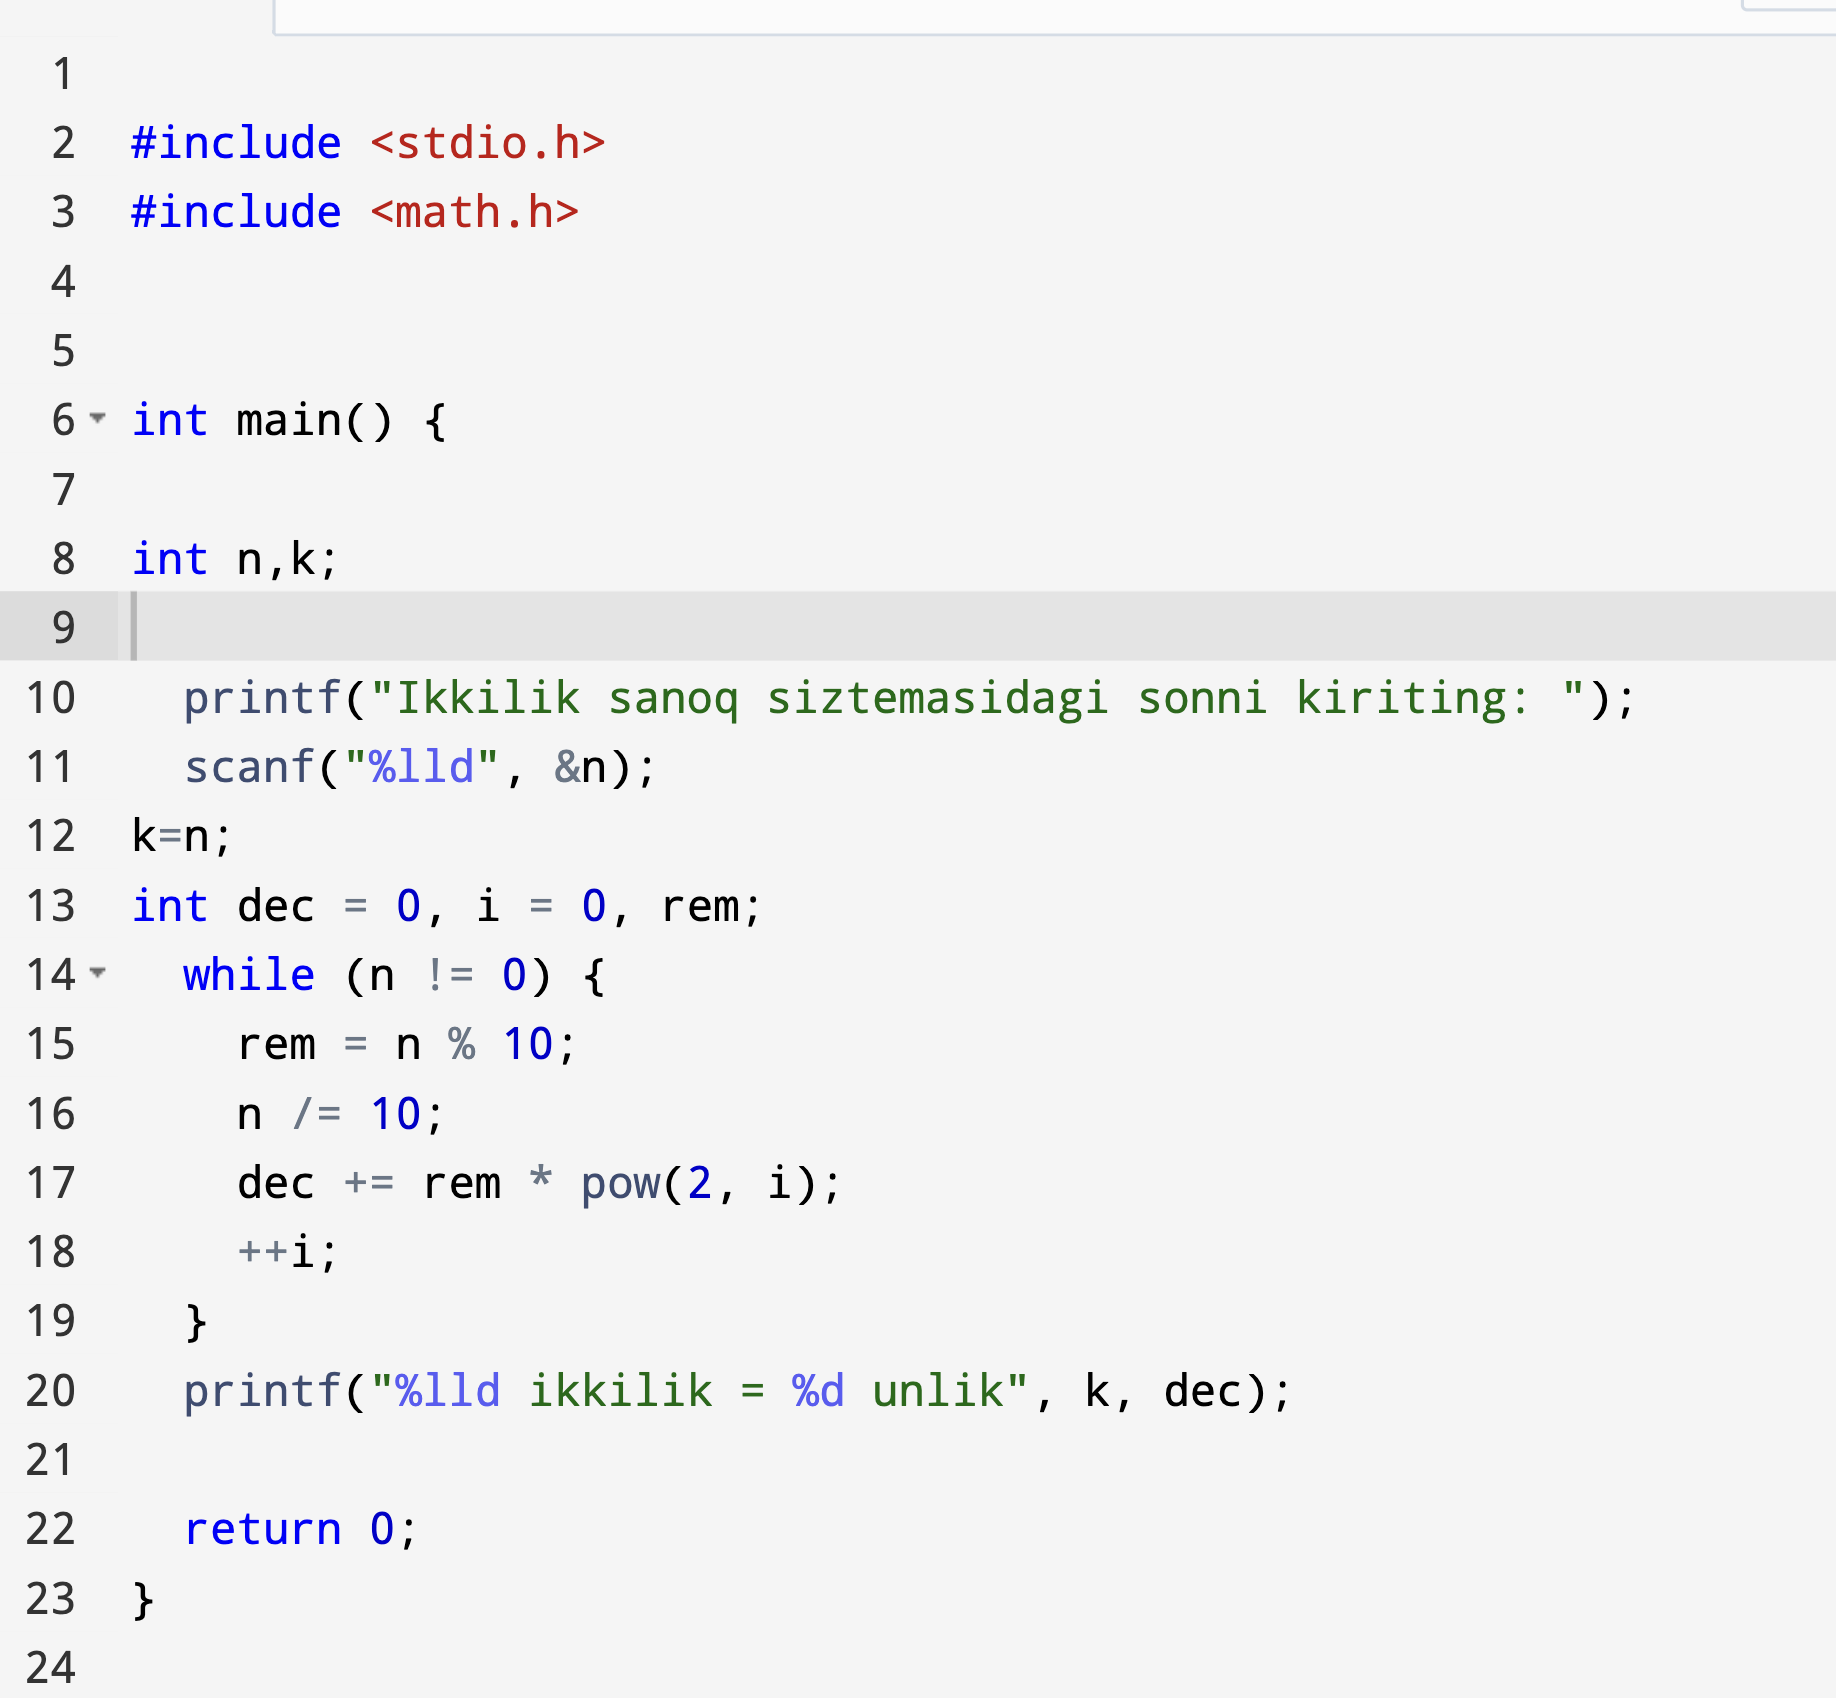 1
2 #include <stdio.h>
3 #include <math.h>
4
5
6 int main() {
7
8 int n,k;
9
10   printf("Ikkilik sanoq siztemasidagi sonni kiriting: ");
11   scanf("%lld", &n);
12 k=n;
13 int dec = 0, i = 0, rem;
14   while (n != 0) {
15     rem = n % 10;
16     n /= 10;
17     dec += rem * pow(2, i);
18     ++i;
19   }
20   printf("%lld ikkilik = %d unlik", k, dec);
21
22   return 0;
23 }
24